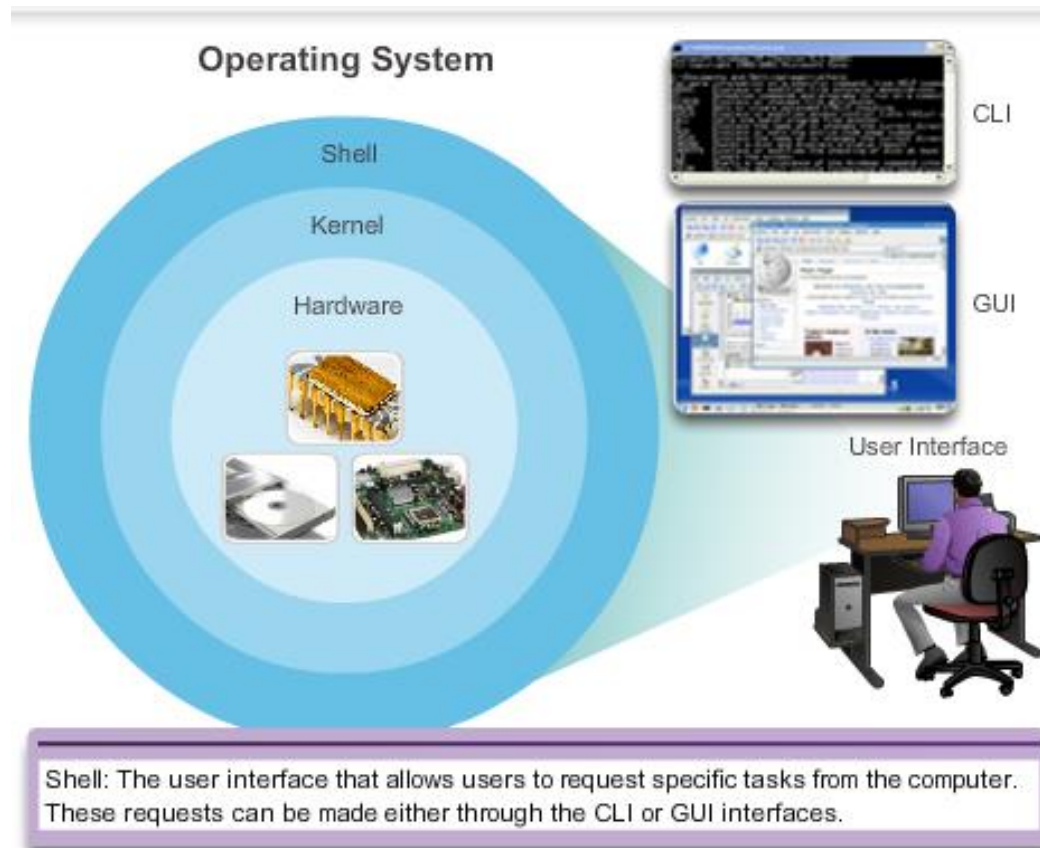 Operating System
CLI
Shell
Kernel
Hardware
GUI
User Interface
Shell: The user interface that allows users to request specific tasks from the computer.
These requests can be made either through the CLI or GUI interfaces.